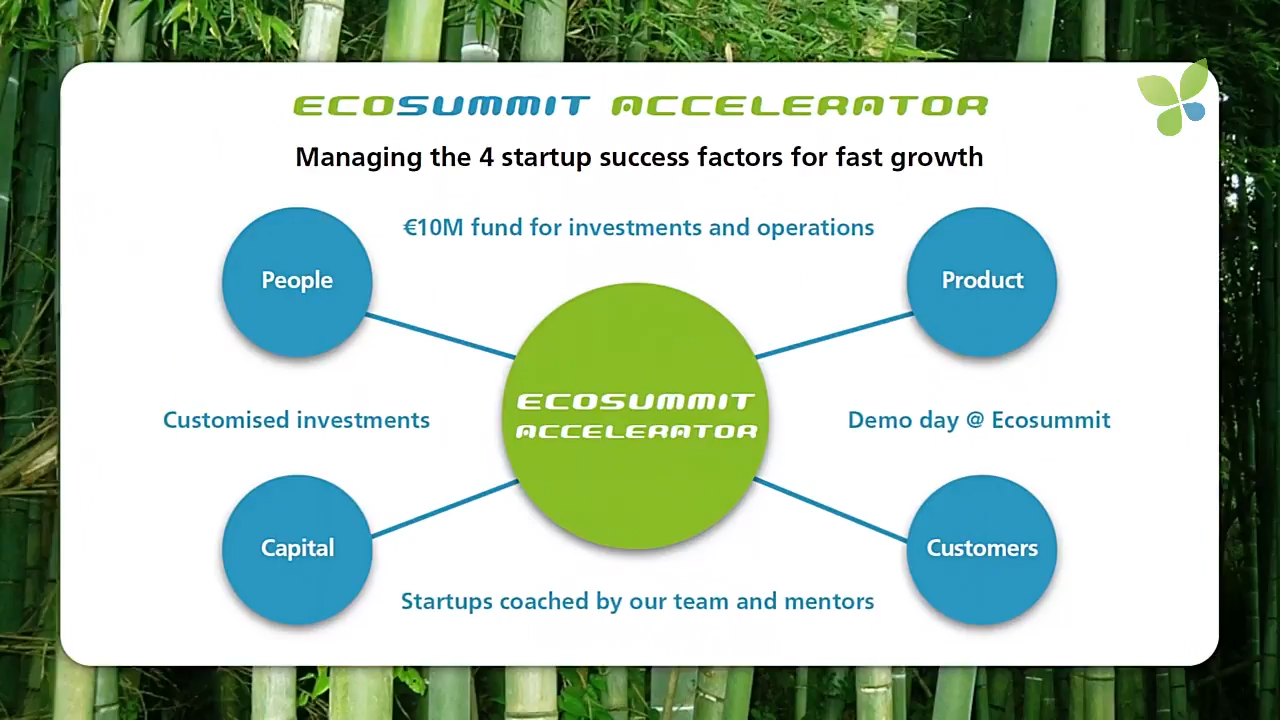 ECOSUMMIT ACCELERATOR
Managing the 4 startup success factors for fast growth
€10M fund for investments and operations
People
Product
ECOSUMMIT
ACCELERATOR
Customised investments
Demo day @ Ecosummit
Capital
Customers
Startups coached by our team and mentors